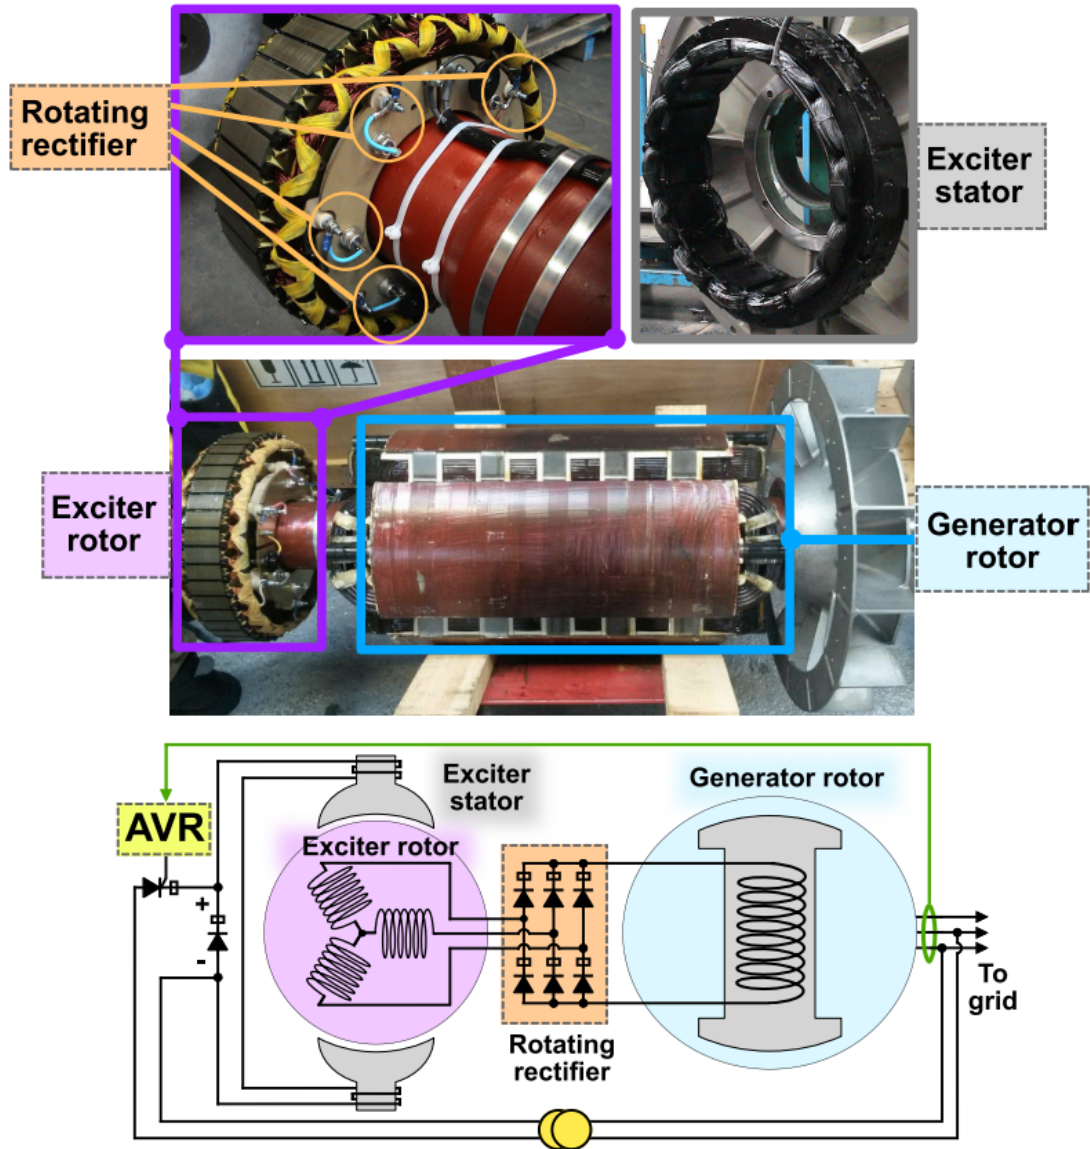 Rotating
rectifier
Exciter
stator
Exciter
rotor
Generator
rotor
Exciter
stator
Generator rotor
AVR
Exciter rotor
+
-
To
grid
Rotating
rectifier